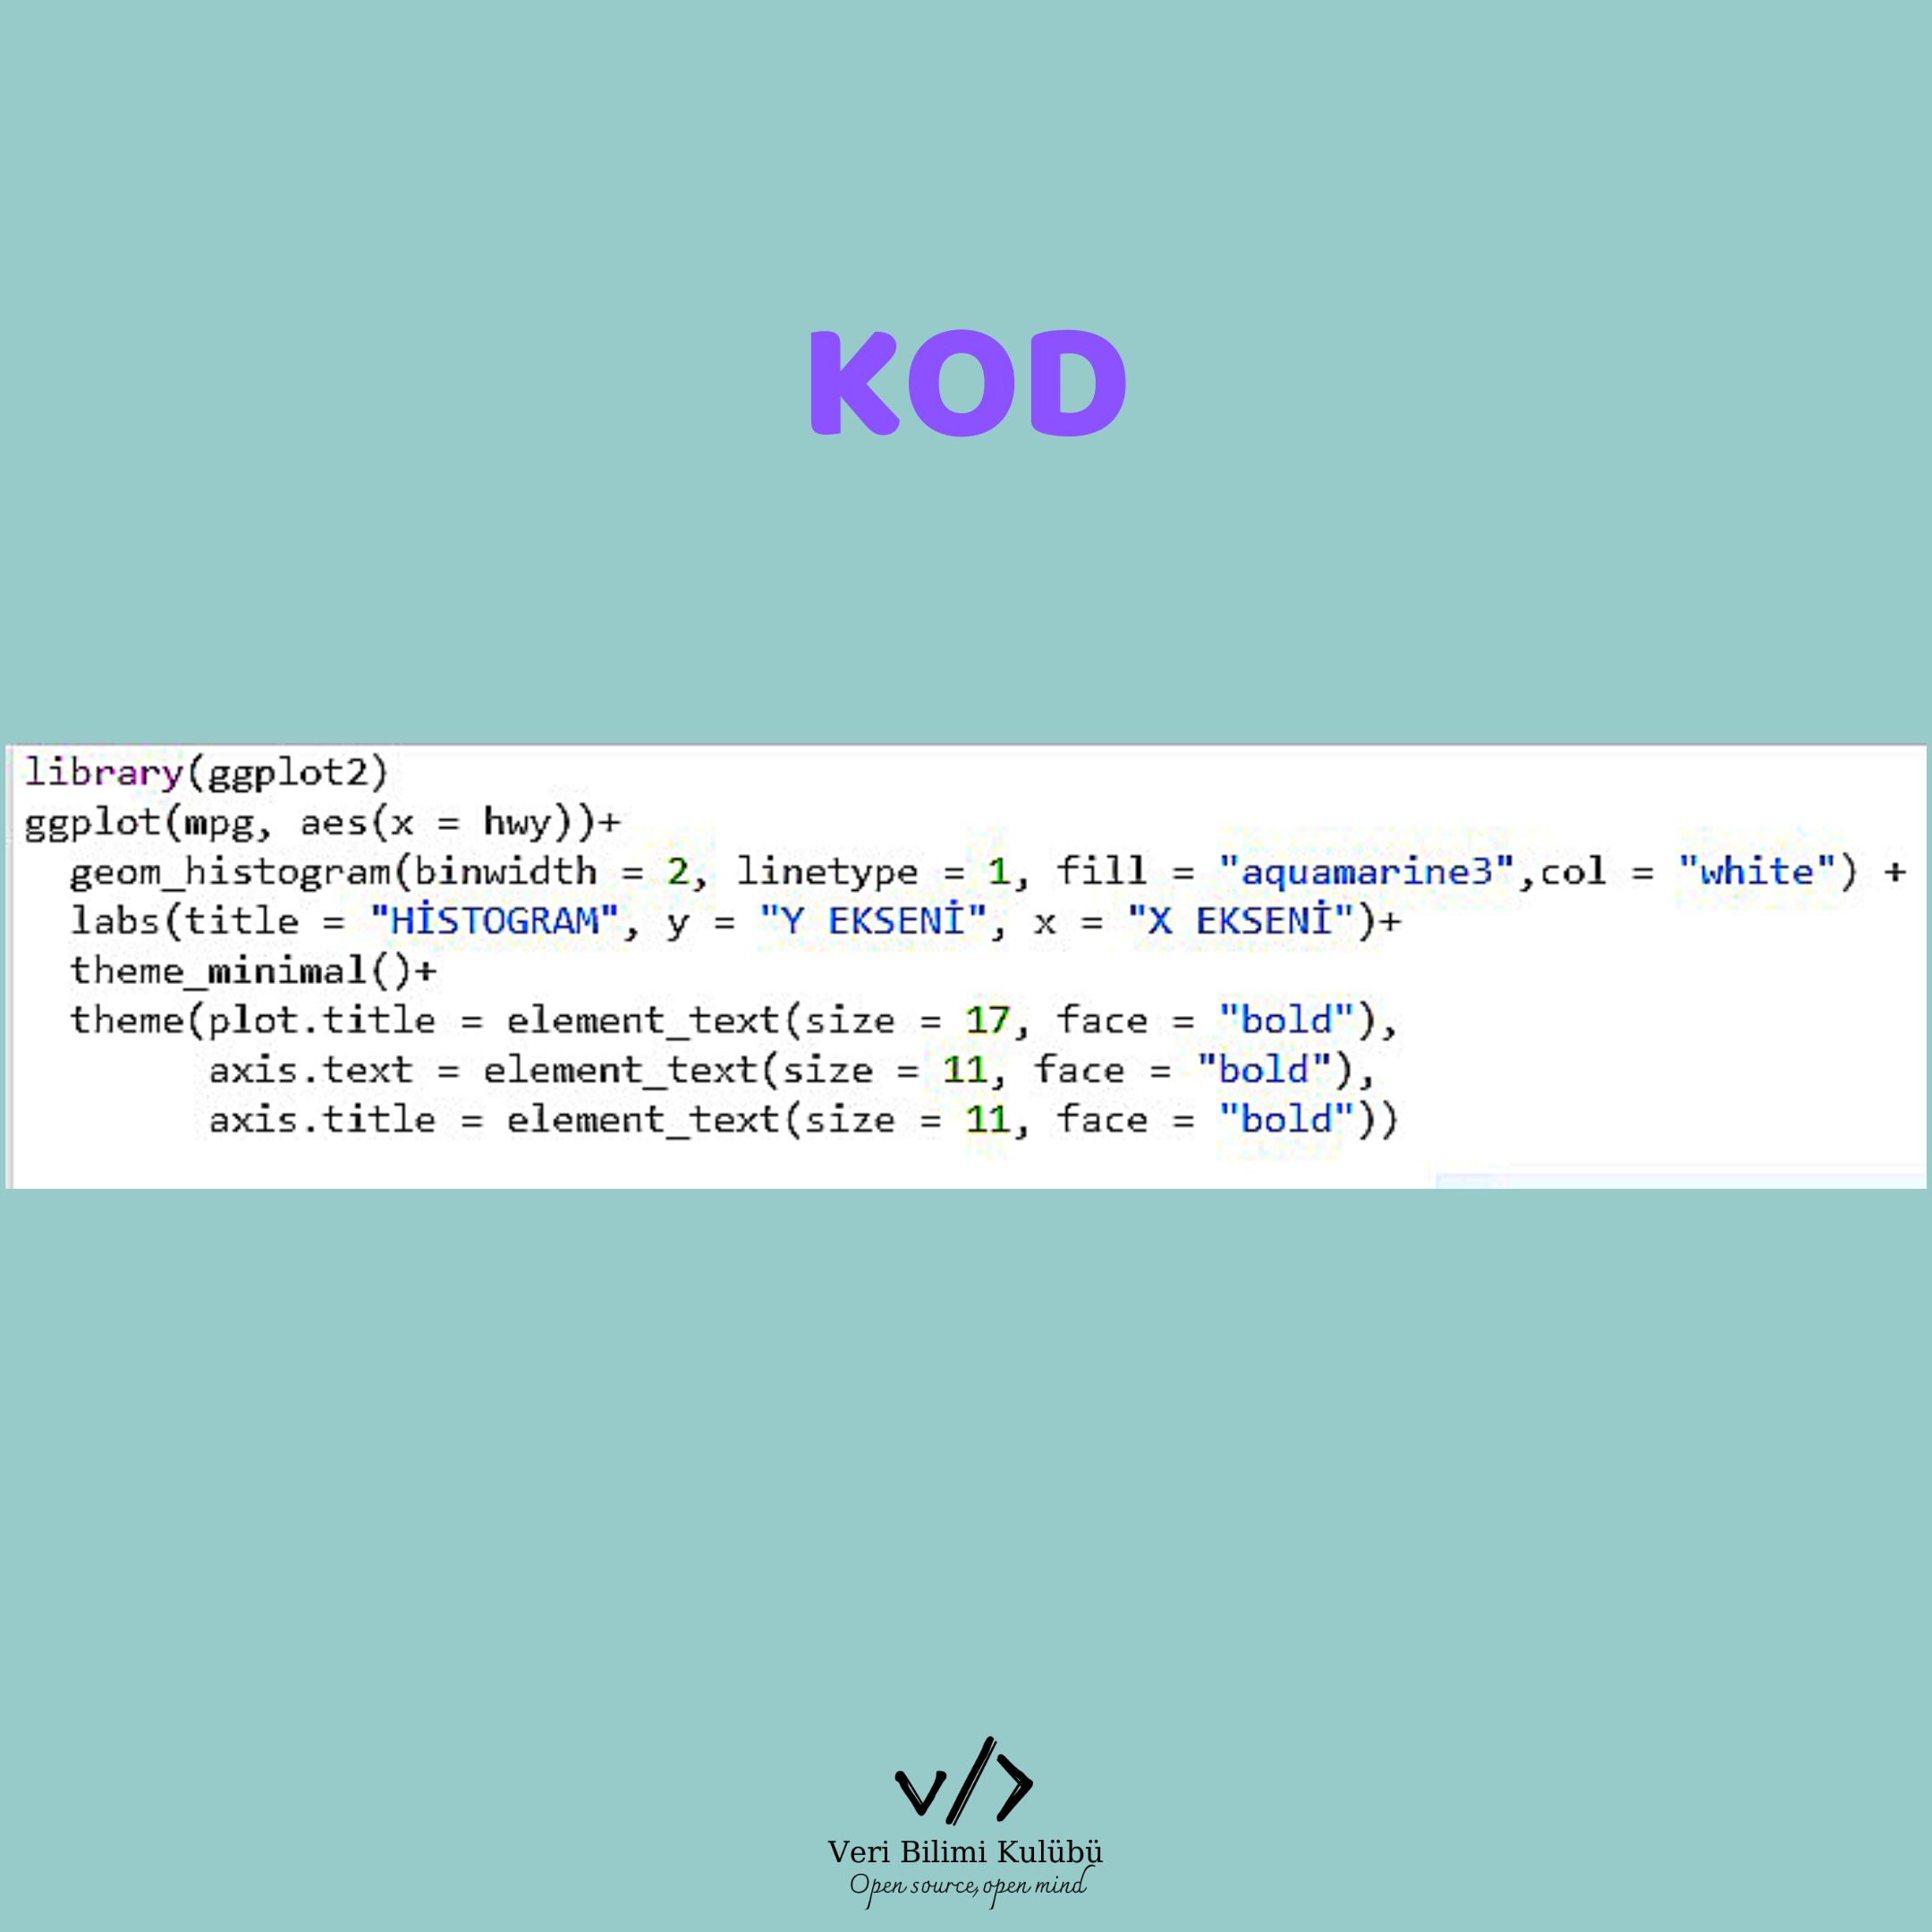 KOD
library(ggplot2)
ggplot(mpg, aes(x = hwy))+
  geom_histogram(binwidth = 2, linetype = 1, fill = "aquamarine3",col = "white") +
  labs(title = "HİSTOGRAM", y = "Y EKSENİ", x = "X EKSENİ")+
  theme_minimal()+
  theme(plot.title = element_text(size = 17, face = "bold"),
        axis.text = element_text(size = 11, face = "bold"),
        axis.title = element_text(size = 11, face = "bold"))
Veri Bilimi Kulübü
Open source, open mind